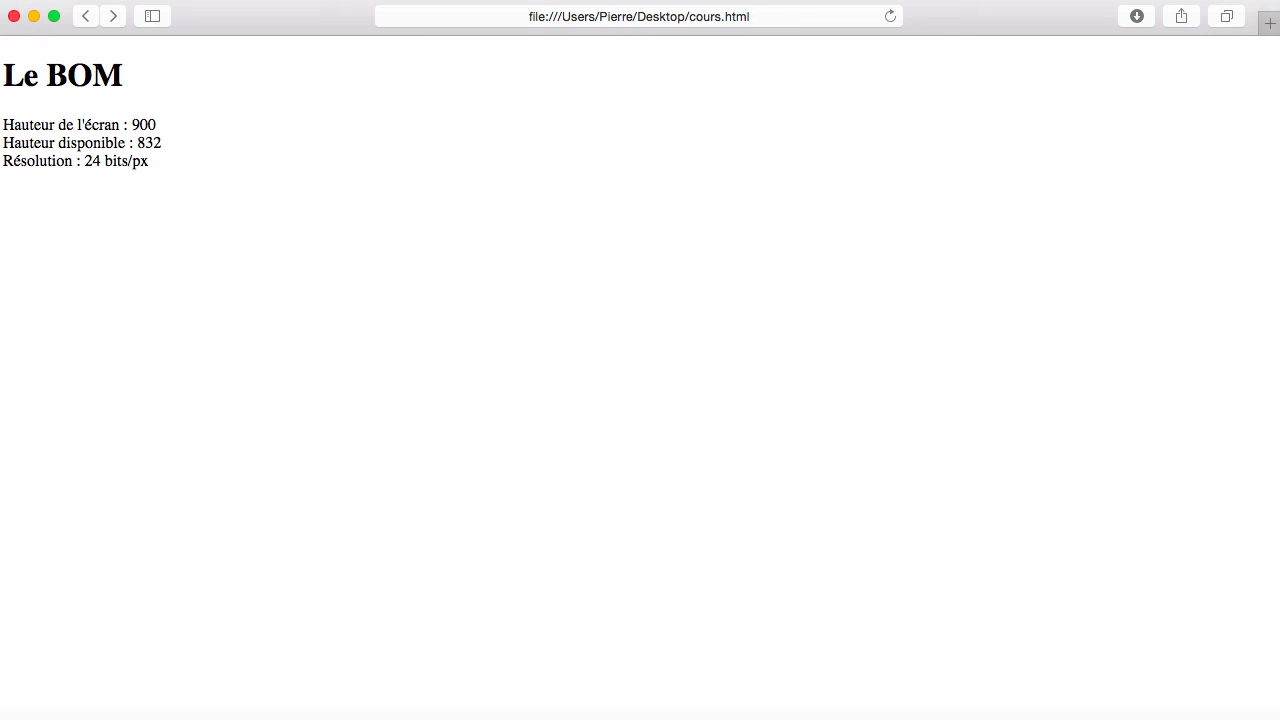 file:///Users/Pierre/Desktop/cours.html
Le BOM
Hauteur de l'écran : 900
Hauteur disponible : 832
Résolution : 24 bits/px